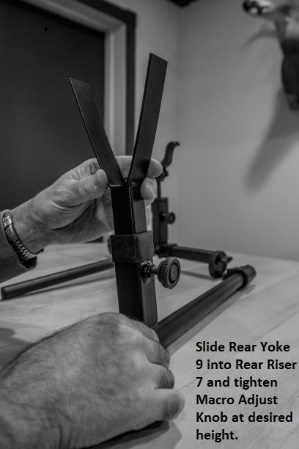 Slide Rear Yoke
9 into Rear Riser
7 and tighten
Macro Adjust
Knob at desired
height.